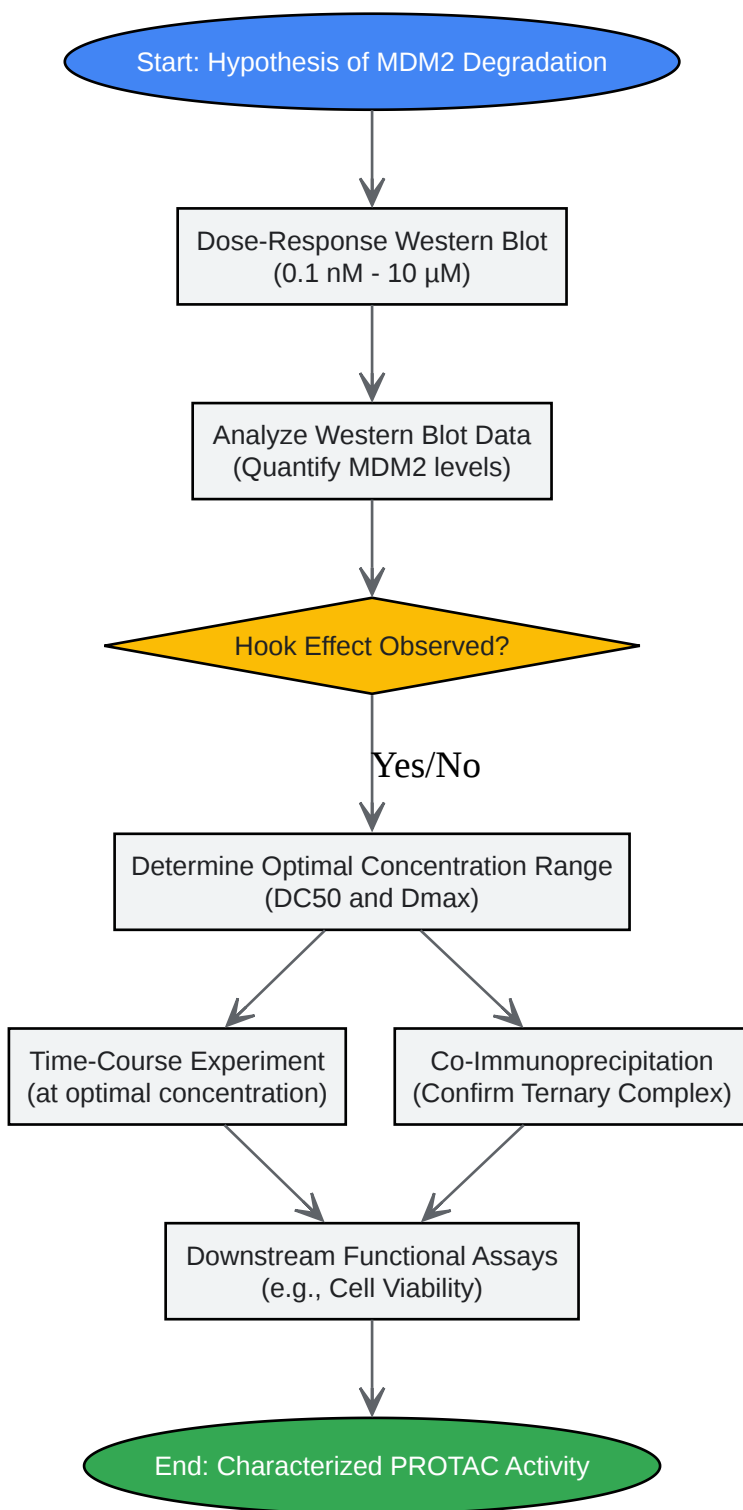 Start: Hypothesis of MDM2 Degradation
Dose-Response Western Blot
(0.1 nM - 10 µM)
Analyze Western Blot Data
(Quantify MDM2 levels)
Hook Effect Observed?
Yes/No
Determine Optimal Concentration Range
(DC50 and Dmax)
Time-Course Experiment
(at optimal concentration)
Co-Immunoprecipitation
(Confirm Ternary Complex)
Downstream Functional Assays
(e.g., Cell Viability)
End: Characterized PROTAC Activity